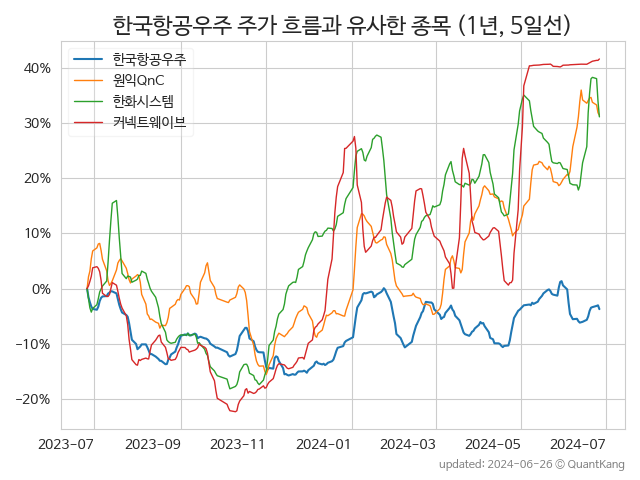 한국항공우주 주가 흐름과 유사한 종목 (1년, 5일선)
한국항공우주
원익QnC
한화시스템
커넥트웨이브
40%
30%
20%
10%
0%
−10%
−20%
2023-07 2023-09 2023-11 2024-01 2024-03 2024-05 2024-07
updated: 2024-06-26 © QuantKang